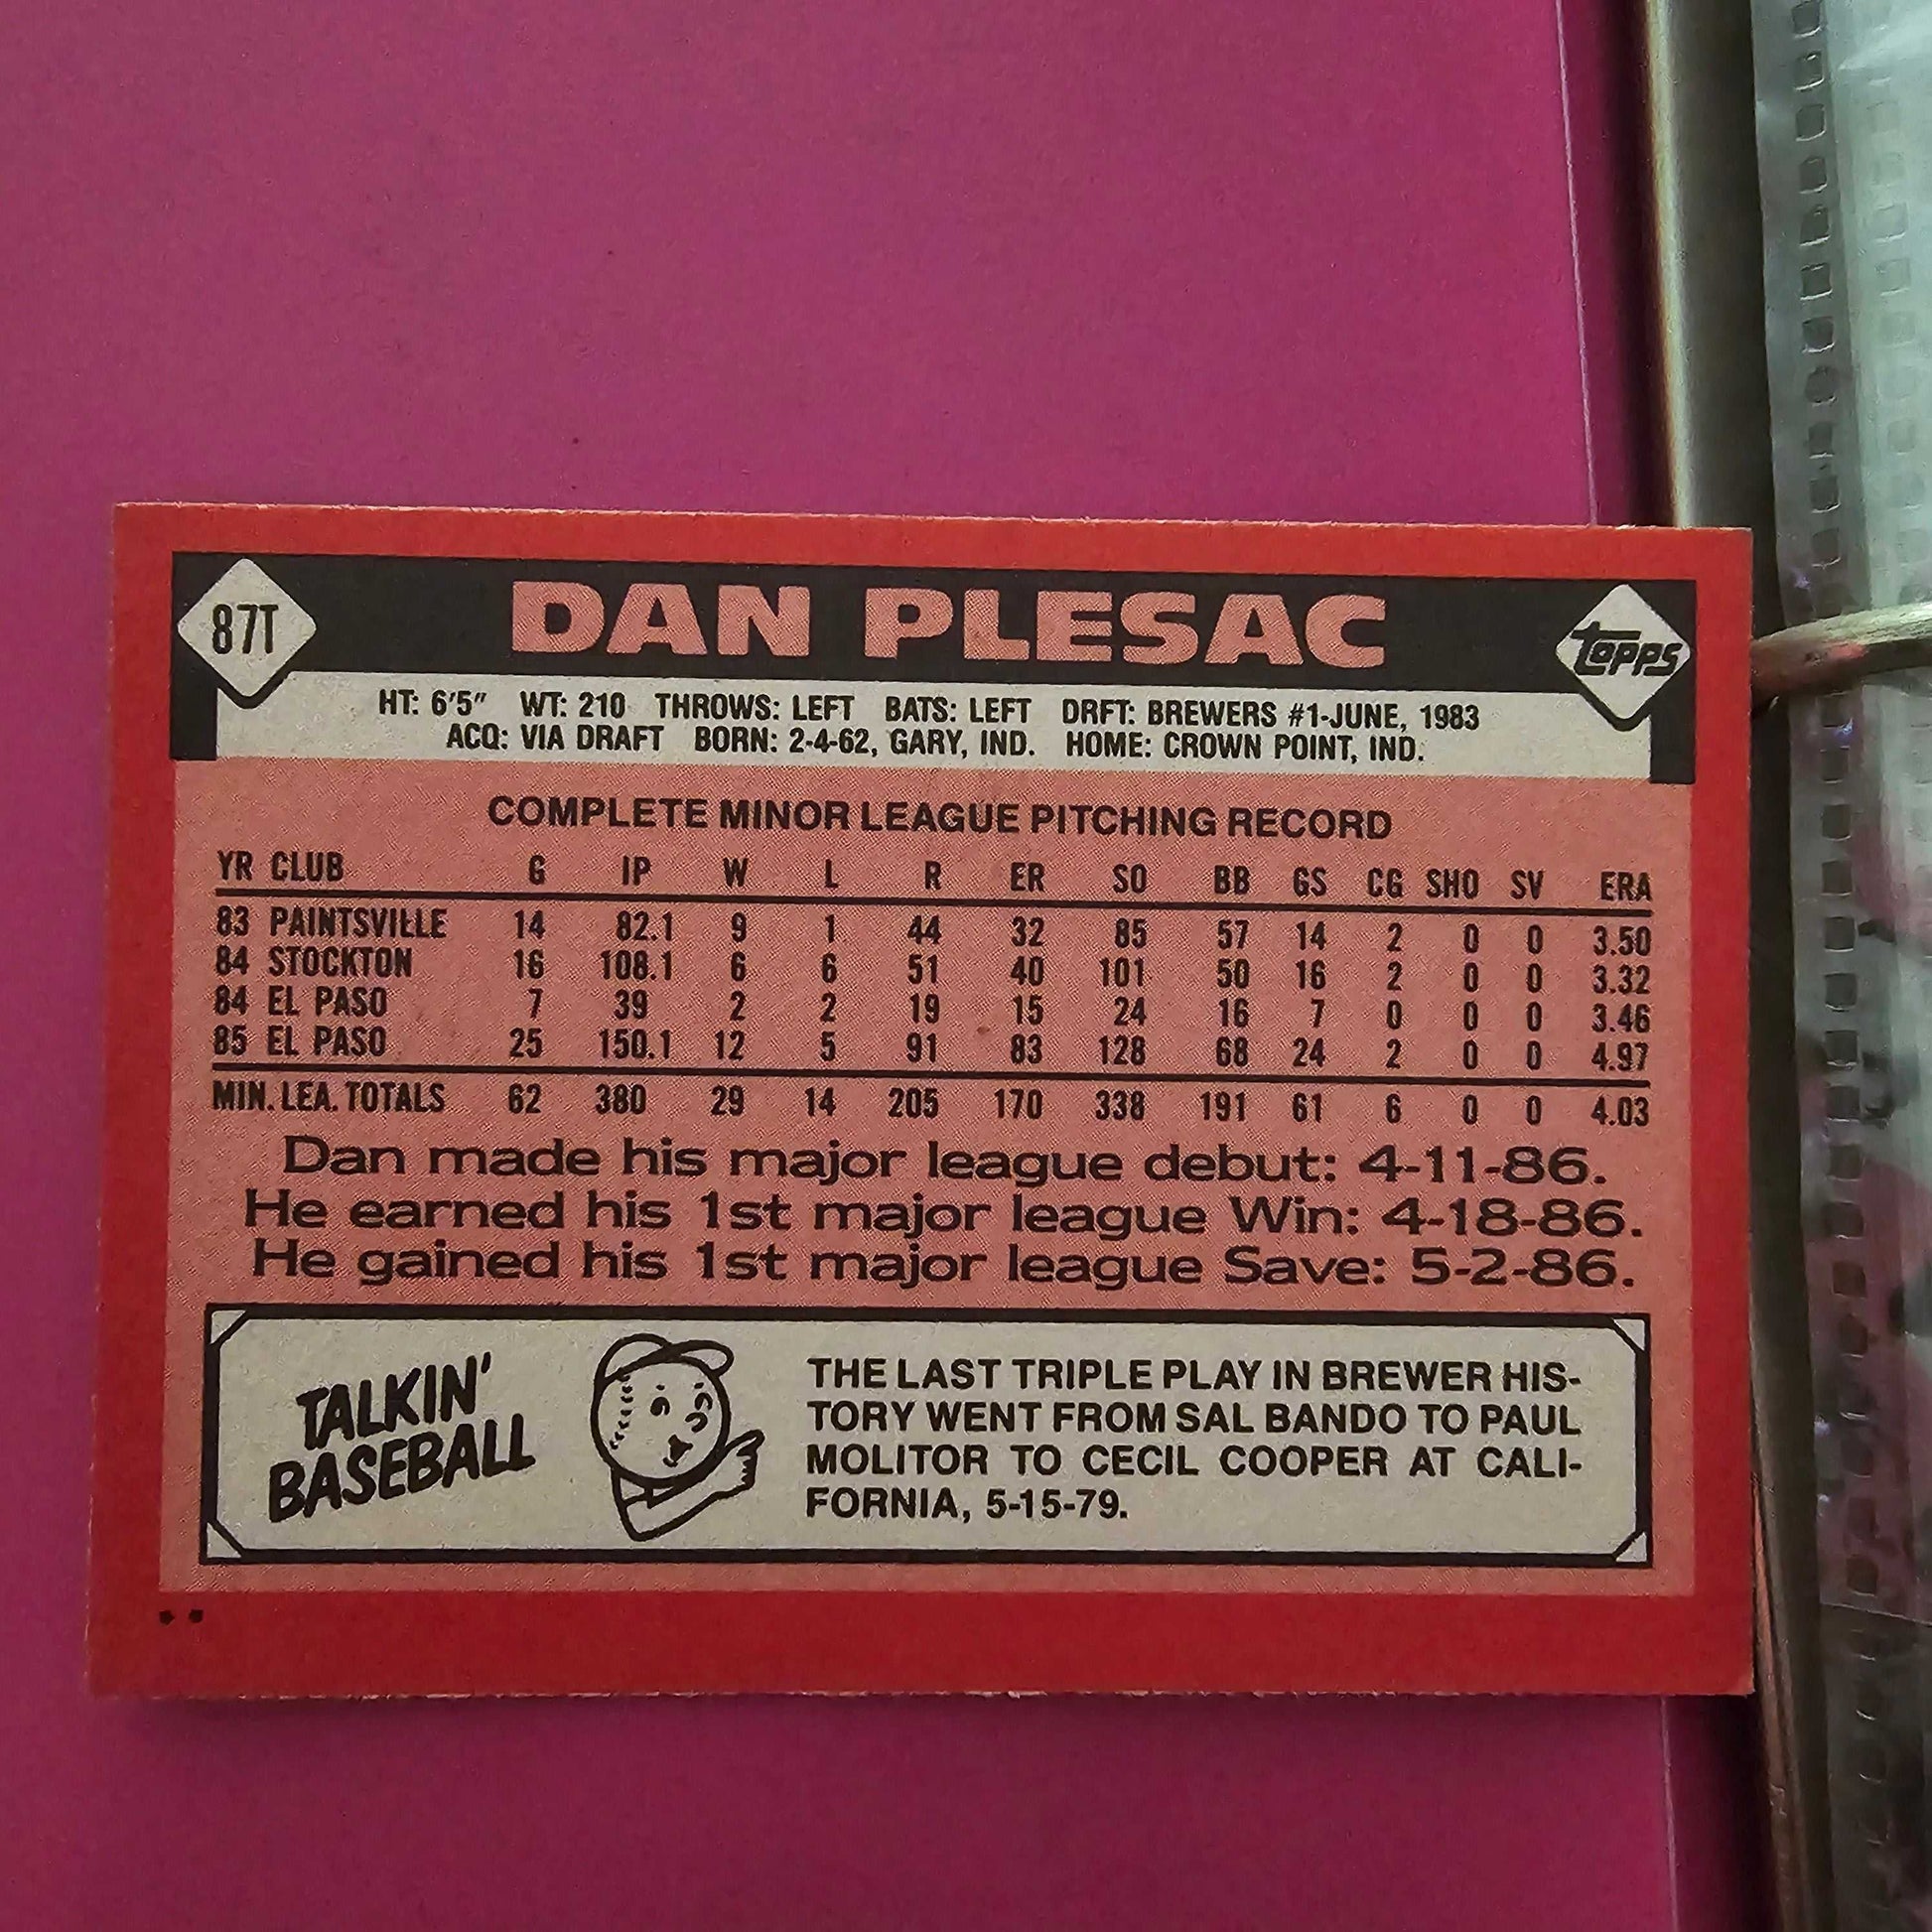 87T DAN PLESAC topps
HT: 6'5" WT: 210 THROWS: LEFT BATS: LEFT DRFT: BREWERS #1-JUNE, 1983
ACQ: VIA DRAFT BORN: 2-4-62, GARY, IND. HOME: CROWN POINT, IND.
COMPLETE MINOR LEAGUE PITCHING RECORD
YR CLUB G IP W L R ER SO BB GS CG SHO SV ERA
83 PAINTSVILLE 14 82.1 9 1 44 32 85 57 14 2 0 0 3.50
84 STOCKTON 16 108.1 6 6 51 40 101 50 16 2 0 0 3.32
84 EL PASO 7 39 2 2 19 15 24 16 7 0 0 0 3.46
85 EL PASO 25 150.1 12 5 91 83 128 68 24 2 0 0 4.97
MIN. LEA. TOTALS 62 380 29 14 205 170 338 191 61 6 0 0 4.03
Dan made his major league debut: 4-11-86.
He earned his 1st major league Win: 4-18-86.
He gained his 1st major league Save: 5-2-86.
TALKIN'
BASEBALL
THE LAST TRIPLE PLAY IN BREWER HIS-
TORY WENT FROM SAL BANDO TO PAUL
MOLITOR TO CECIL COOPER AT CALI-
FORNIA, 5-15-79.